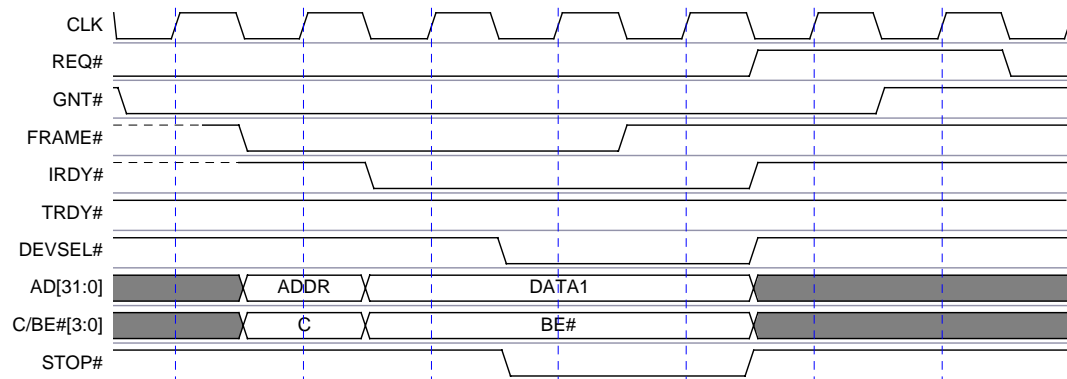 CLK
REQ#
GNT#
FRAME#
IRDY#
TRDY#
DEVSEL#
AD[31:0] ADDR DATA1
C/BE#[3:0] C BE#
STOP#